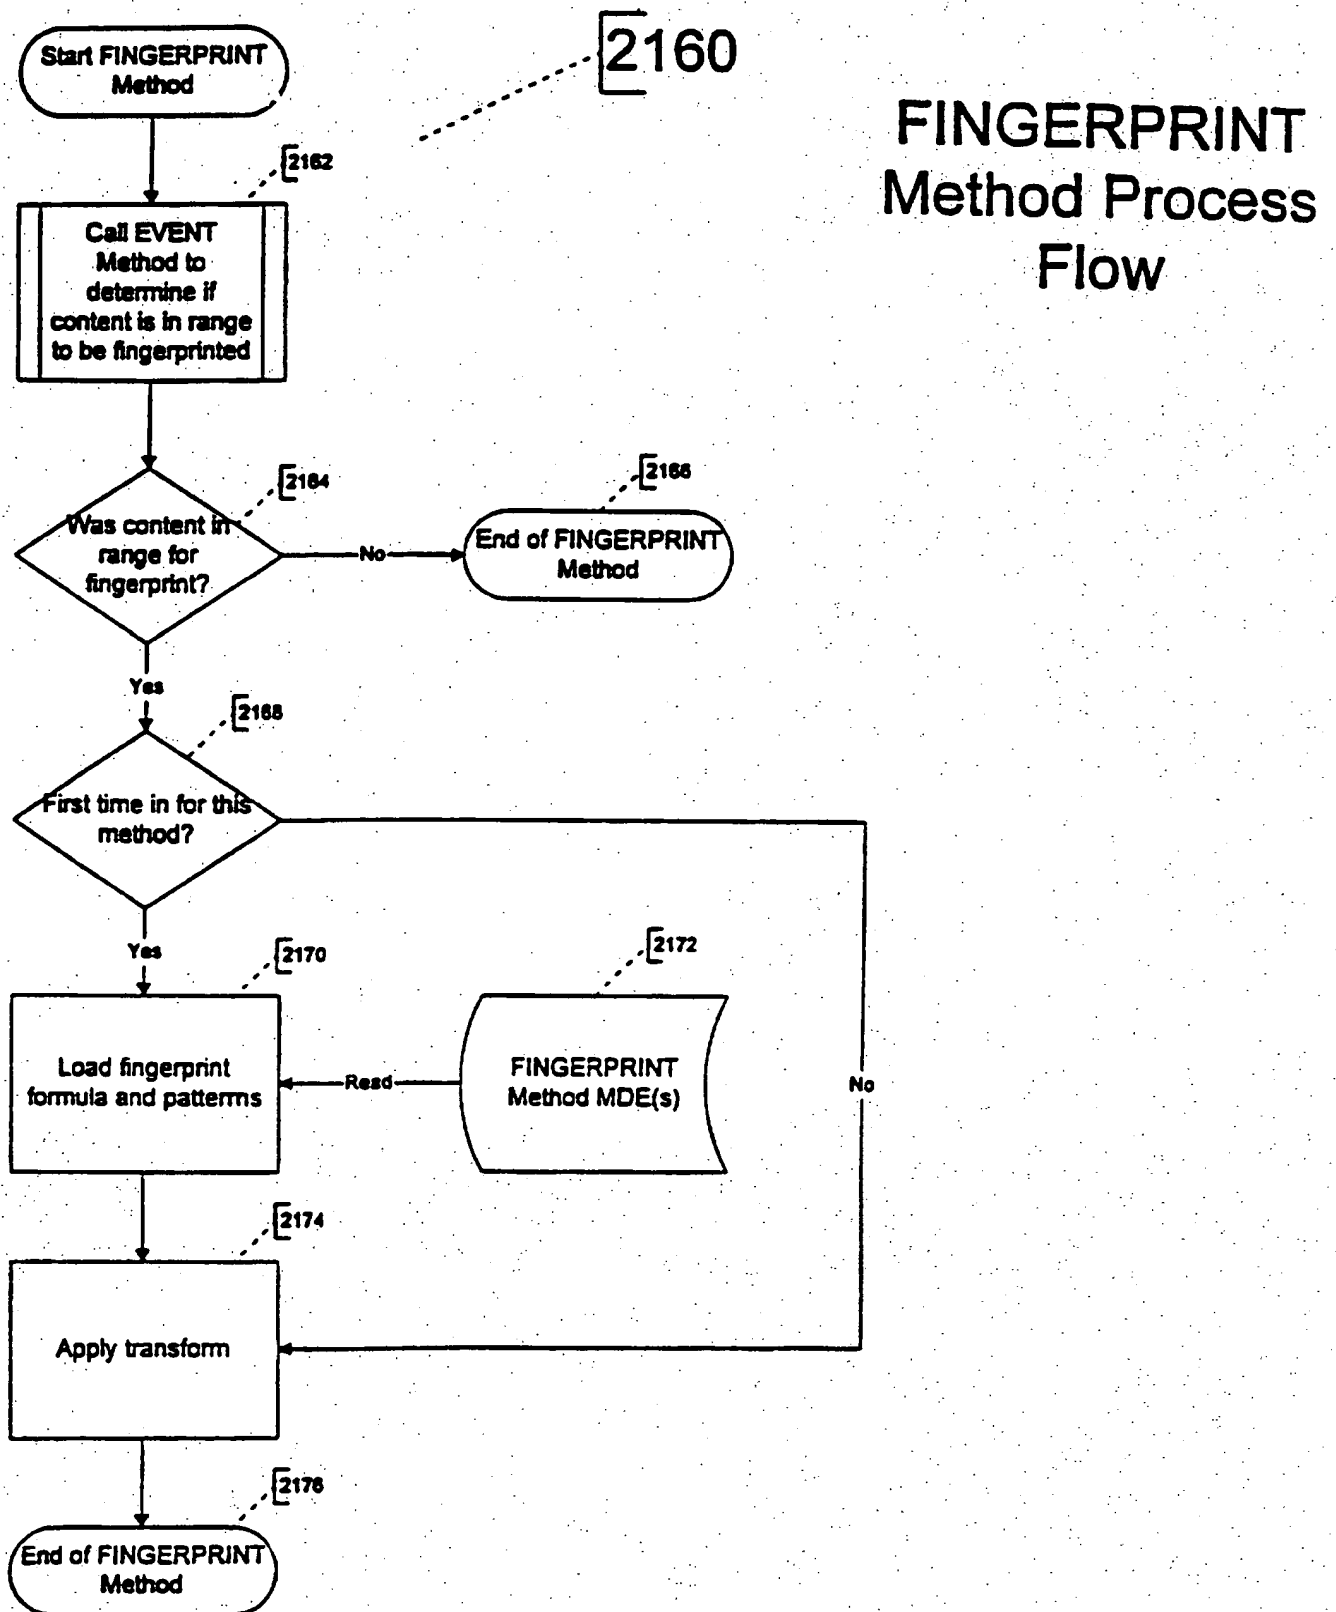 Start FINGERPRINT
Method
2160
FINGERPRINT
Method Process
Flow
2162
Call EVENT
Method to
determine if
content is in range
to be fingerprinted
2164
Was content in
range for
fingerprint?
No
2166
End of FINGERPRINT
Method
Yes
2168
First time in for this
method?
Yes
2170
2172
Load fingerprint
formula and patterms
Read
FINGERPRINT
Method MDE(s)
No
2174
Apply transform
2176
End of FINGERPRINT
Method